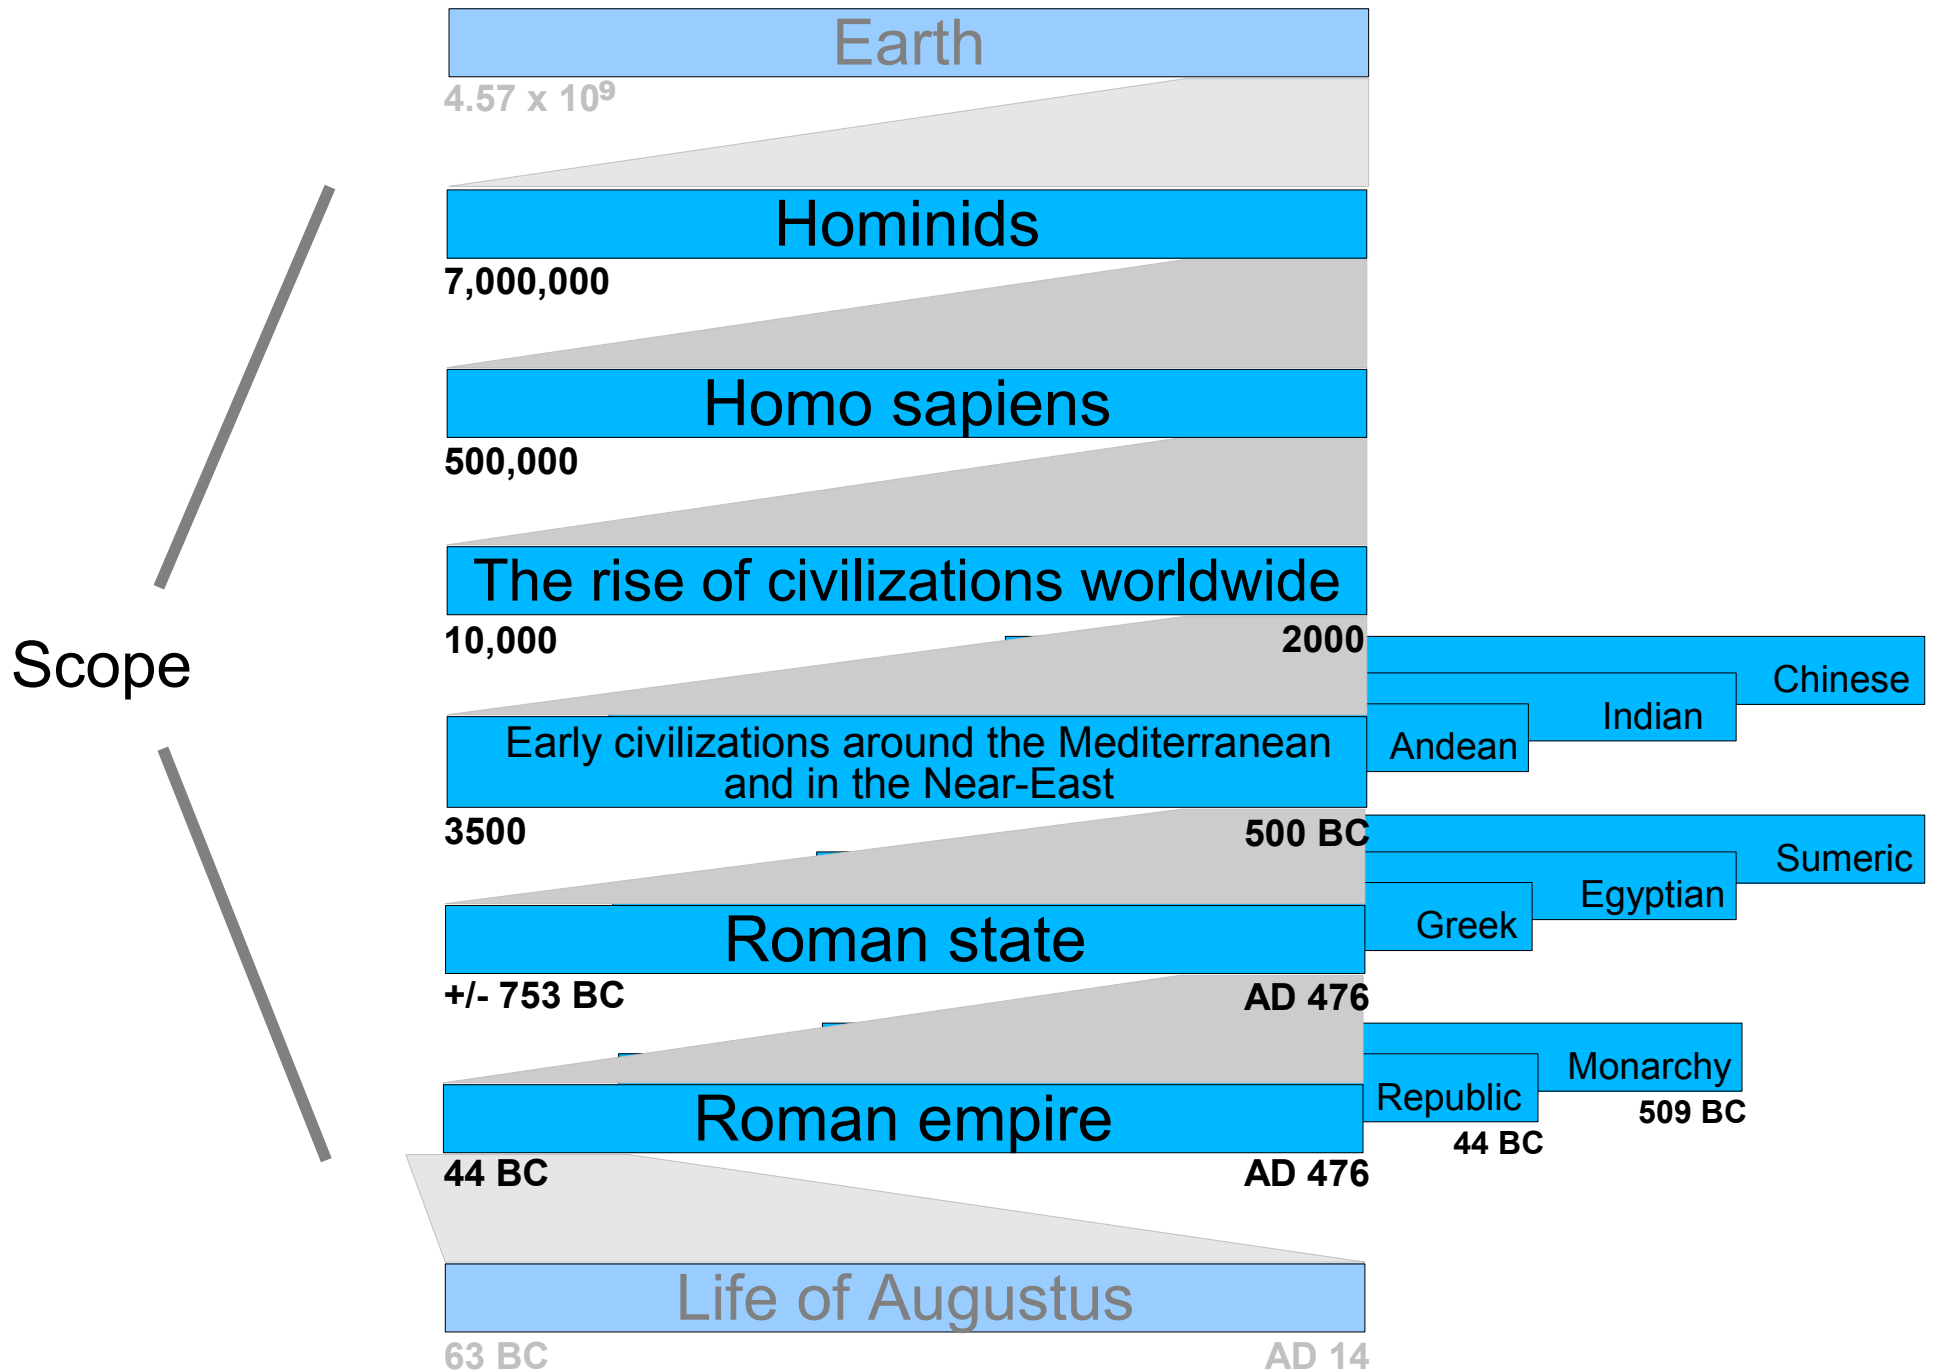 Earth
4.57 x 10⁹
Hominids
7,000,000
Homo sapiens
500,000
The rise of civilizations worldwide
10,000 2000
Scope
Chinese
Indian
Andean
Early civilizations around the Mediterranean
and in the Near-East
3500 500 BC
Sumeric
Egyptian
Greek
Roman state
+/- 753 BC AD 476
Monarchy
509 BC
Republic
44 BC
Roman empire
44 BC AD 476
Life of Augustus
63 BC AD 14